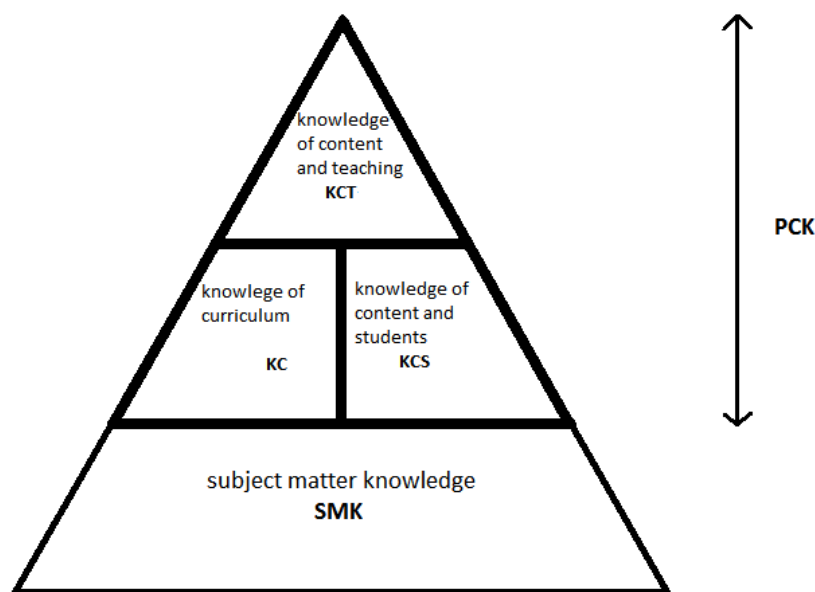 knowledge
of content
and teaching
KCT
PCK
knowlege of
curriculum
KC
knowledge of
content and
students
KCS
subject matter knowledge
SMK